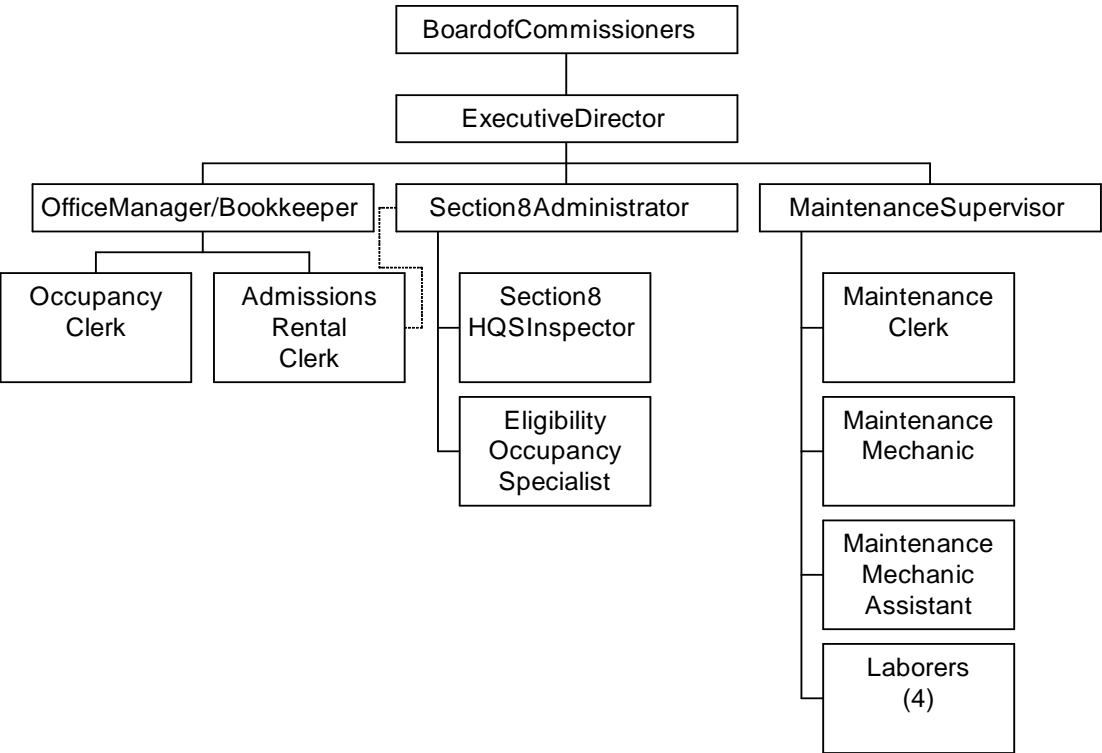 BoardofCommissioners
ExecutiveDirector
OfficeManager/Bookkeeper
Section8Administrator
MaintenanceSupervisor
Occupancy
Clerk
Admissions
Rental
Clerk
Section8
HQSInspector
Eligibility
Occupancy
Specialist
Maintenance
Clerk
Maintenance
Mechanic
Maintenance
Mechanic
Assistant
Laborers
(4)